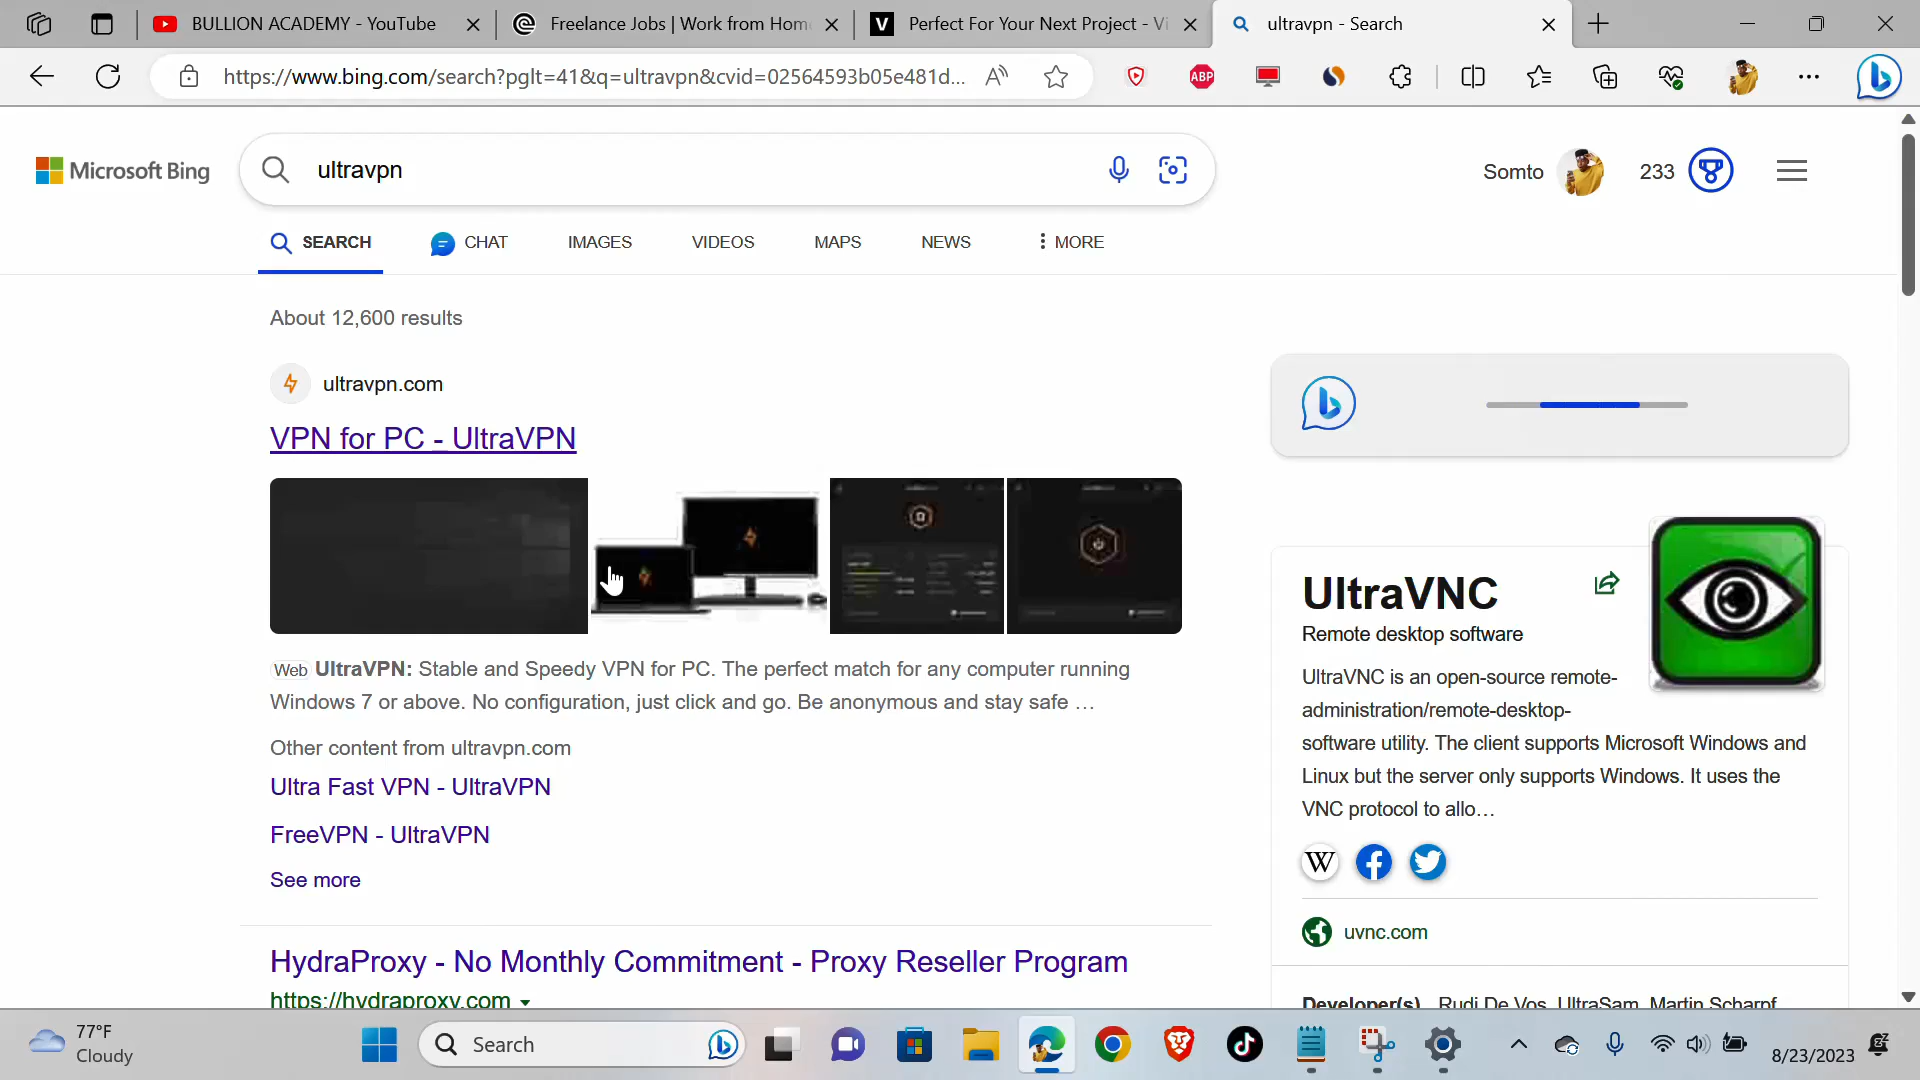 BULLION ACADEMY - YouTube
Freelance Jobs | Work from Hom
Perfect For Your Next Project - Vi
ultravpn - Search
https://www.bing.com/search?pglt=41&q=ultravpn&cvid=02564593b05e481d...
ABP
Microsoft Bing
ultravpn
Somto
233
SEARCH
CHAT
IMAGES
VIDEOS
MAPS
NEWS
MORE
About 12,600 results
ultravpn.com
VPN for PC - UltraVPN
Web UltraVPN: Stable and Speedy VPN for PC. The perfect match for any computer running
Windows 7 or above. No configuration, just click and go. Be anonymous and stay safe …
Other content from ultravpn.com
Ultra Fast VPN - UltraVPN
FreeVPN - UltraVPN
See more
HydraProxy - No Monthly Commitment - Proxy Reseller Program
https://hydraproxy.com
UltraVNC
Remote desktop software
UltraVNC is an open-source remote-
administration/remote-desktop-
software utility. The client supports Microsoft Windows and
Linux but the server only supports Windows. It uses the
VNC protocol to allo…
W
uvnc.com
Developer(s) Rudi De Vos, UltraSam, Martin Scharpf
77°F
Cloudy
Search
8/23/2023